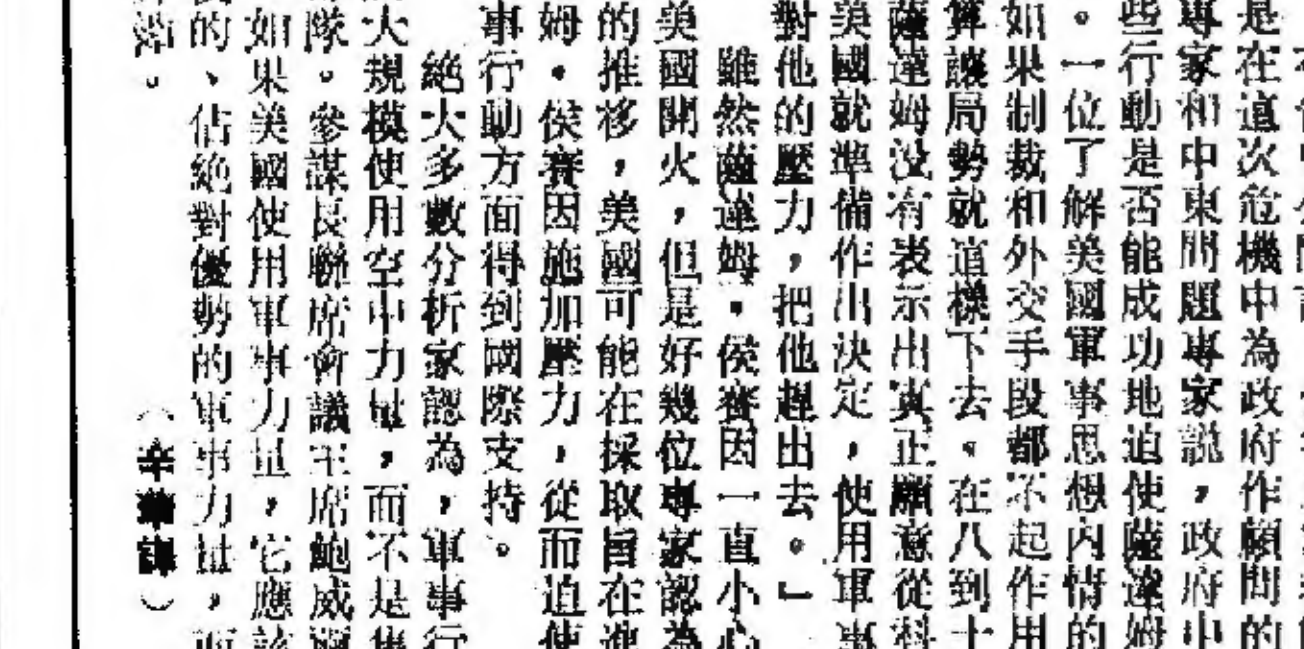 是在這次危機中為政府作顧問的
專家和中東問題專家說，政府中
些行動是否能成功地迫使薩達姆
。一位了解美國軍事思想內情的
如果制裁和外交手段都不起作用
算讓局勢就這樣下去。在八到十
薩達姆沒有表示出真正願意從科
美國就準備作出決定，使用軍事
對他的壓力，把他趕出去。」
雖然薩達姆・侯賽因一直小心
美國開火，但是好幾位專家認為
的推移，美國可能在採取旨在進
姆・侯賽因施加壓力，從而迫使
事行動方面得到國際支持。
絕大多數分析家認為，軍事行
大規模使用空中力量，而不是集
隊。參謀長聯席會議主席鮑威爾
如果美國使用軍事力量，它應該
的、佔絕對優勢的軍事力量，而
始。
（辛華譯）